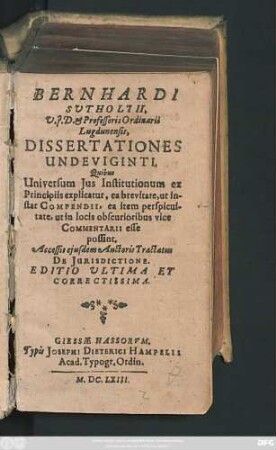 BERNHARDI
SVTHOLTII,
V.J.D. & Professoris Ordinarii
Lugdunensis,
DISSERTATIONES
UNDEVIGINTI,
Quibus
Universum Jus Institutionum ex
Principiis explicatur, ea brevitate, ut in-
star COMPENDII, ea item perspicui-
tate, ut in locis obscurioribus vice
COMMENTARII esse
possint,
Accessit ejusdem Auctoris Tractatus
DE JURISDICTIONE.
EDITIO ULTIMA ET
CORRECTISSIMA.
GIESSÆ HASSORVM,
Typis JOSEPHI DIETERICI HAMPELII
Acad. Typogr. Ordin.
M. DC. LXIII.